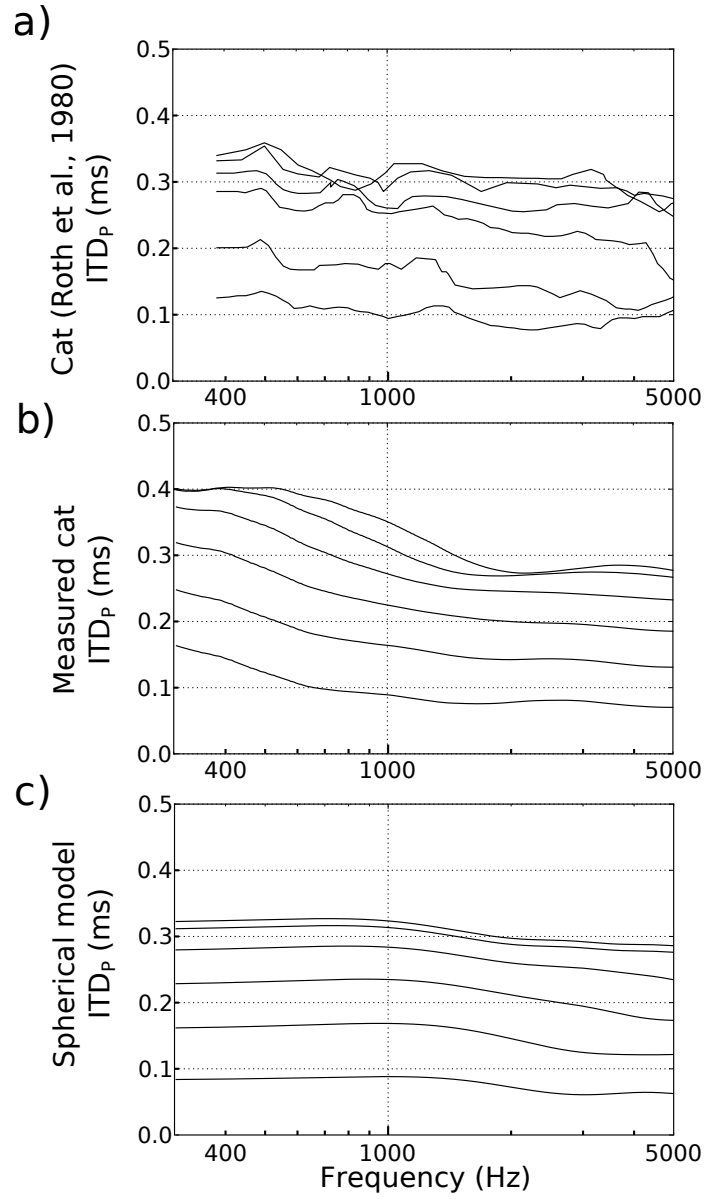 a)
Cat (Roth et al., 1980)
ITDP (ms)
0.5
0.4
0.3
0.2
0.1
0.0
400
1000
5000
b)
Measured cat
ITDP (ms)
0.5
0.4
0.3
0.2
0.1
0.0
400
1000
5000
c)
Spherical model
ITDP (ms)
0.5
0.4
0.3
0.2
0.1
0.0
400
1000
5000
Frequency (Hz)